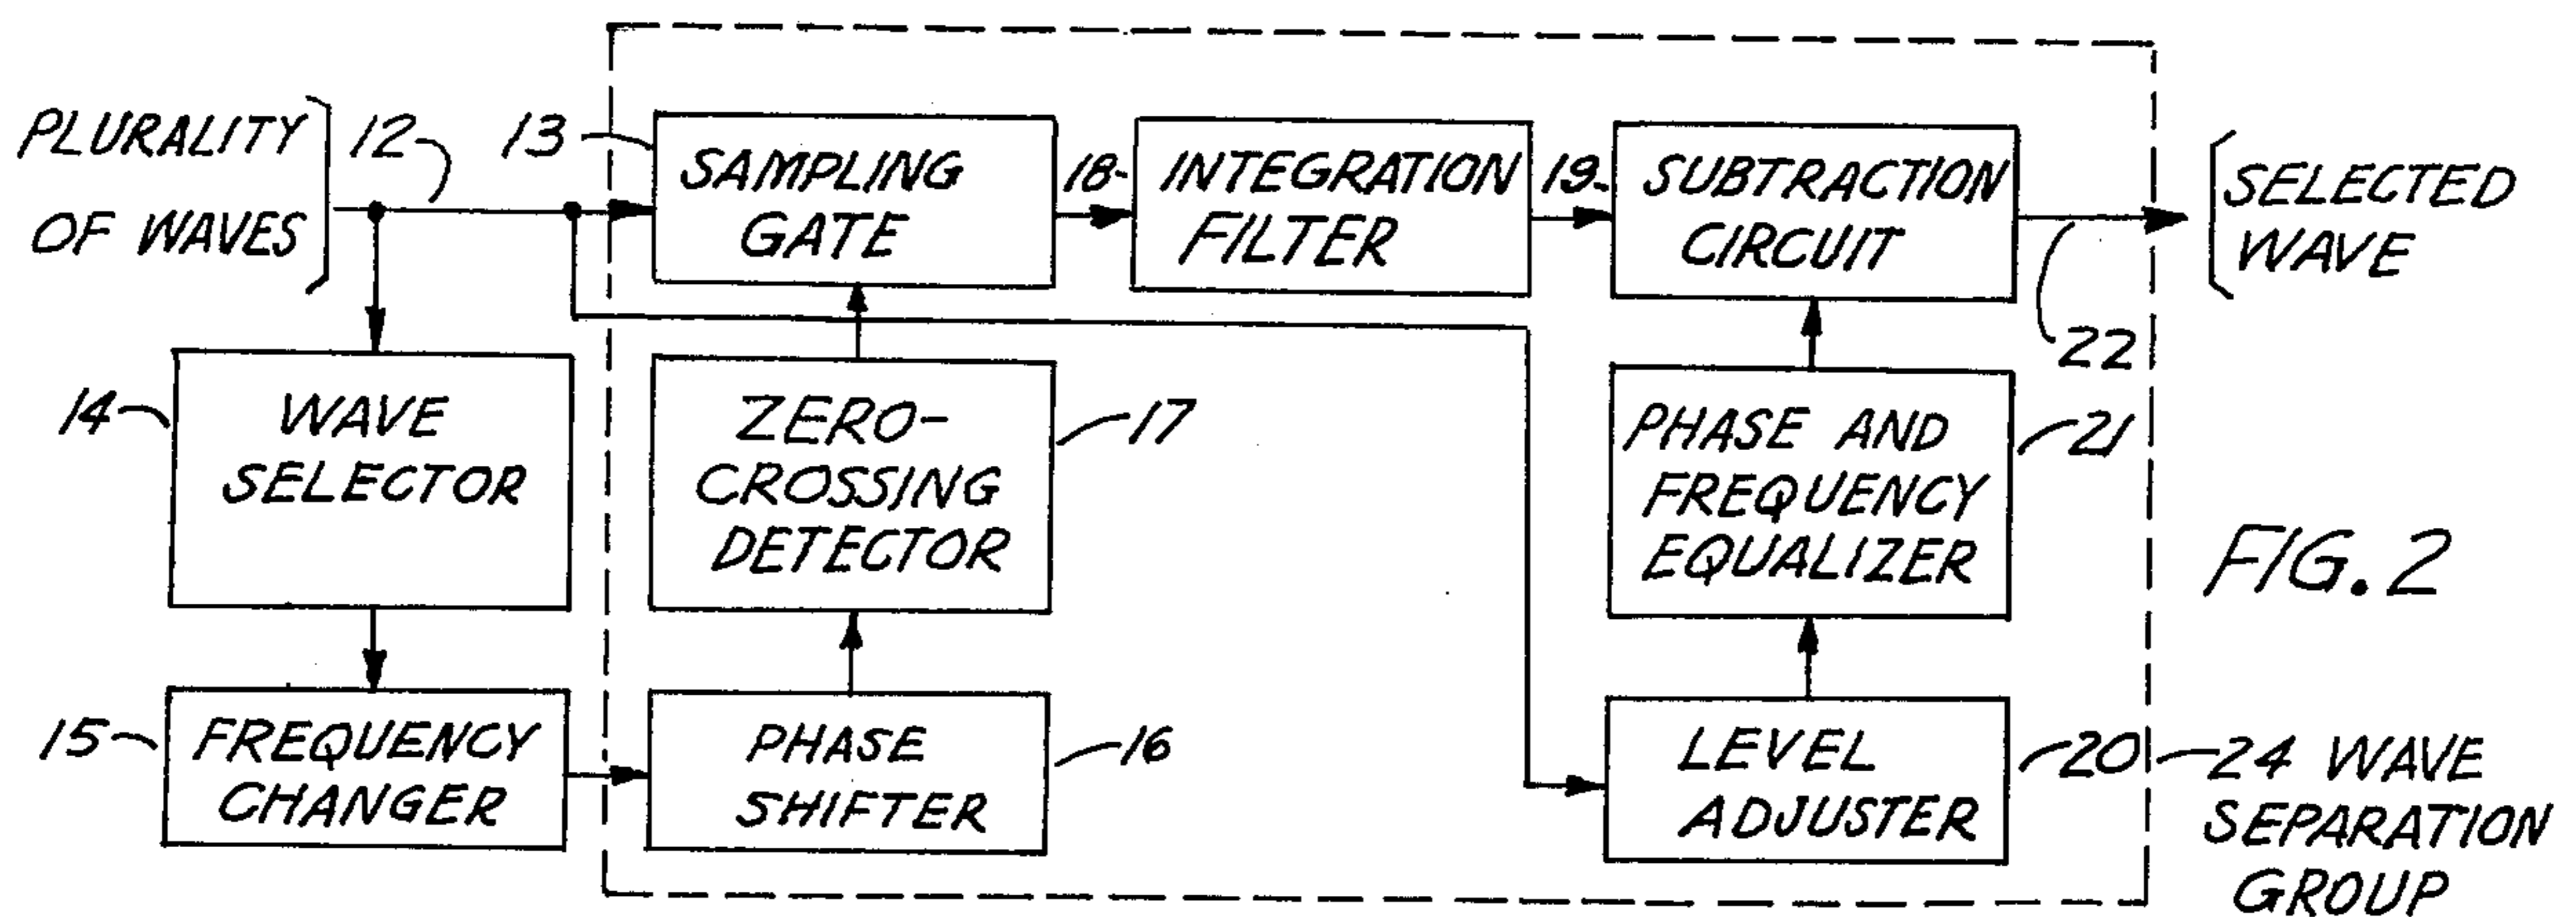 PLURALITY
OF WAVES
12
13
SAMPLING
GATE
18
INTEGRATION
FILTER
19
SUBTRACTION
CIRCUIT
SELECTED
WAVE
22
14
WAVE
SELECTOR
ZERO-
CROSSING
DETECTOR
17
PHASE AND
FREQUENCY
EQUALIZER
21
FIG. 2
15
FREQUENCY
CHANGER
PHASE
SHIFTER
16
LEVEL
ADJUSTER
20
24 WAVE
SEPARATION
GROUP